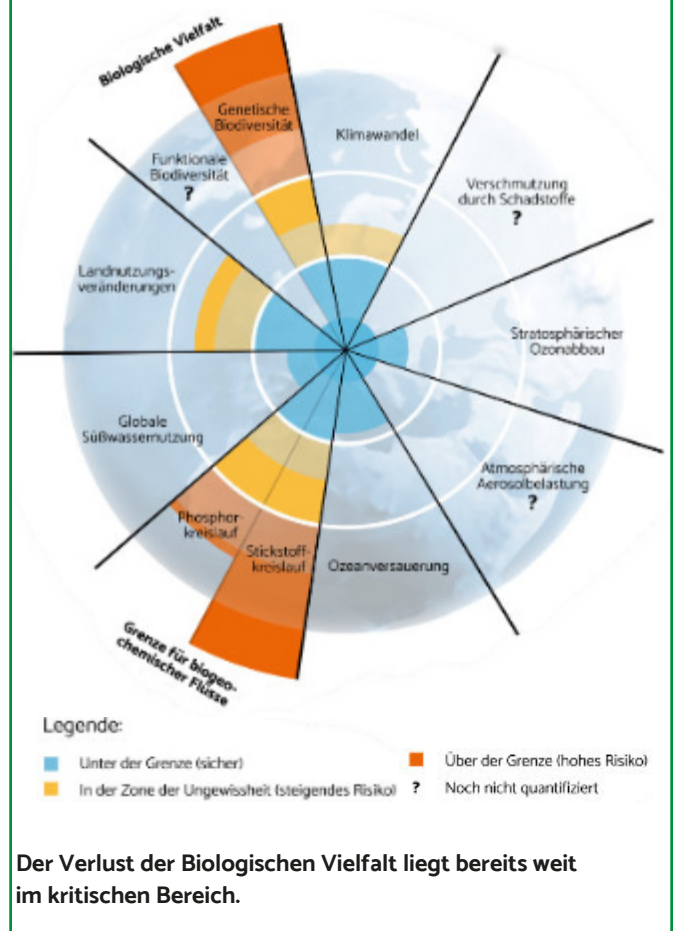 Biologische Vielfalt
Genetische
Biodiversität
Klimawandel
Funktionale
Biodiversität
?
Verschmutzung
durch Schadstoffe
?
Landnutzungs-
veränderungen
Stratosphärischer
Ozonabbau
Globale
Süßwassernutzung
Atmosphärische
Aerosolbelastung
?
Phosphor-
kreislauf
Stickstoff-
kreislauf
Ozeanversauerung
Grenze für biogeo-
chemischer Flüsse
Legende:
Unter der Grenze (sicher)
In der Zone der Ungewissheit (steigendes Risiko)
Über der Grenze (hohes Risiko)
? Noch nicht quantifiziert
Der Verlust der Biologischen Vielfalt liegt bereits weit
im kritischen Bereich.